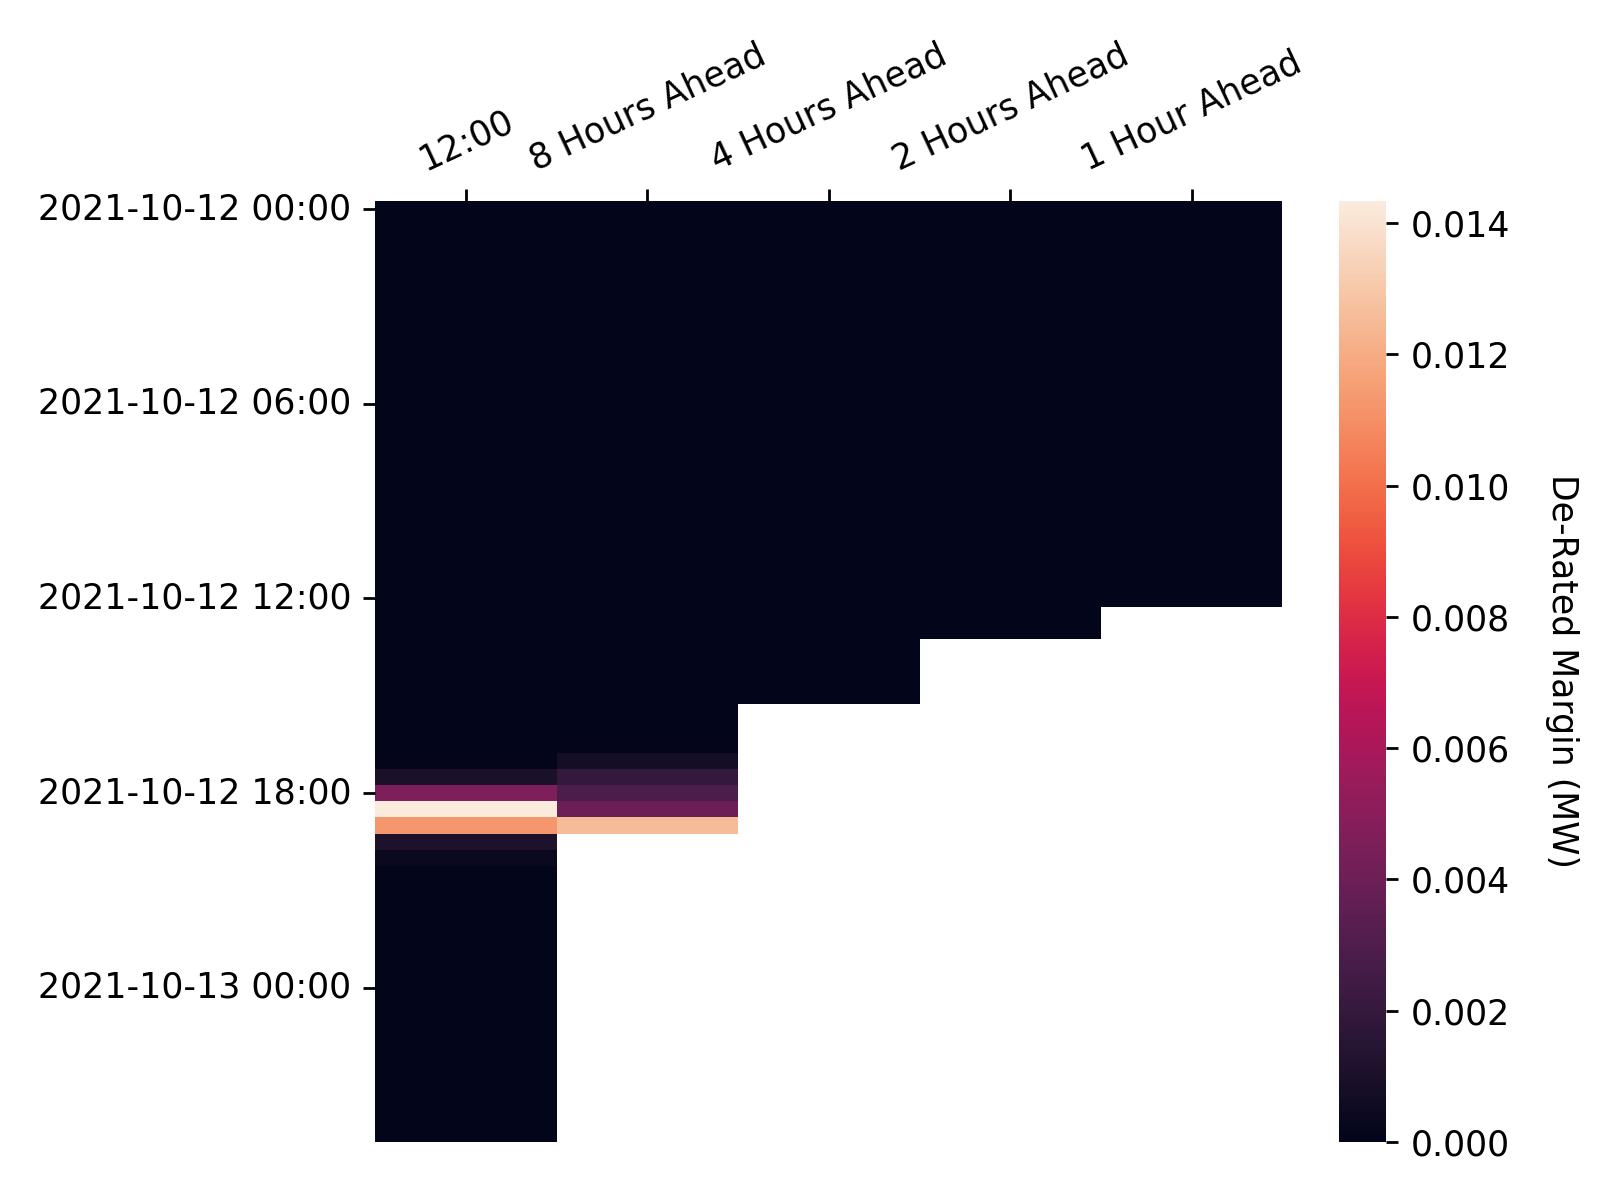 12:00
8 Hours Ahead
4 Hours Ahead
2 Hours Ahead
1 Hour Ahead
2021-10-12 00:00
2021-10-12 06:00
2021-10-12 12:00
2021-10-12 18:00
2021-10-13 00:00
0.014
0.012
0.010
0.008
0.006
0.004
0.002
0.000
De-Rated Margin (MW)